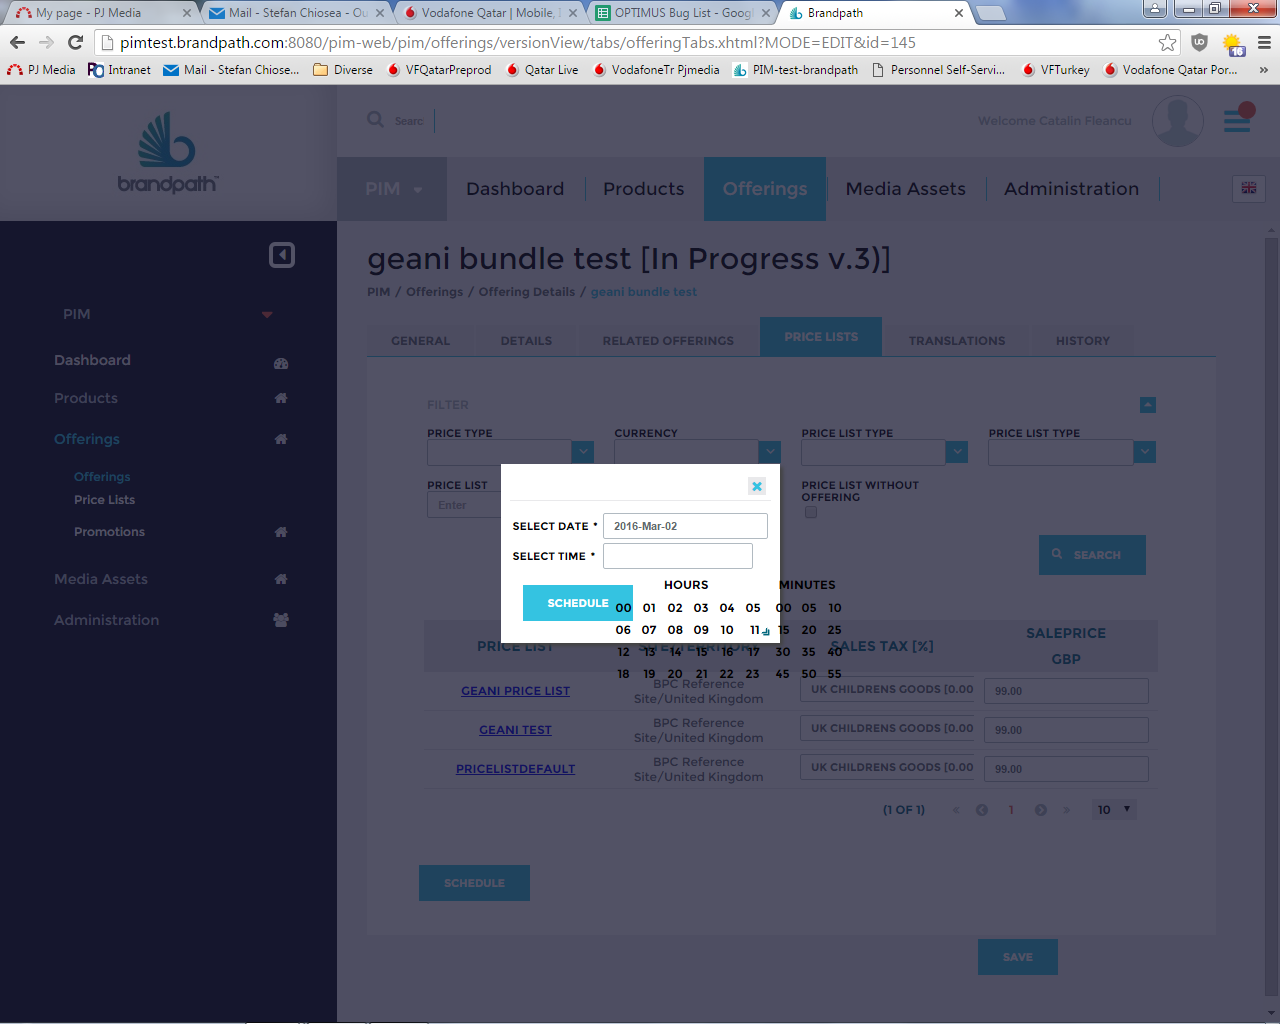 My page - PJ Media
Mail - Stefan Chiosea - Ou
Vodafone Qatar | Mobile, I
OPTIMUS Bug List - Goog
Brandpath
pimtest.brandpath.com:8080/pim-web/pim/offerings/versionView/tabs/offeringTabs.xhtml?MODE=EDIT&id=145
PJ Media
Intranet
Mail - Stefan Chiose...
Diverse
VFQatarPreprod
Qatar Live
VodafoneTr Pjmedia
PIM-test-brandpath
Personnel Self-Servi...
VFTurkey
Vodafone Qatar Por...
»
16
brandpath™
Searc
Welcome Catalin Fleancu
PIM
Dashboard
Products
Offerings
Media Assets
Administration
geani bundle test [In Progress v.3)]
PIM / Offerings / Offering Details / geani bundle test
PIM
Dashboard
Products
Offerings
Offerings
Price Lists
Promotions
Media Assets
Administration
GENERAL
DETAILS
RELATED OFFERINGS
PRICE LISTS
TRANSLATIONS
HISTORY
FILTER
PRICE TYPE
CURRENCY
PRICE LIST TYPE
PRICE LIST TYPE
PRICE LIST
Enter
PRICE LIST WITHOUT
OFFERING
SEARCH
SELECT DATE *
2016-Mar-02
SELECT TIME *
SCHEDULE
HOURS MINUTES
00 01 02 03 04 05 00 05 10
06 07 08 09 10 11 15 20 25
12 13 14 15 16 17 30 35 40
18 19 20 21 22 23 45 50 55
PRICE LIST
SITE/TERRITORY
SALES TAX [%]
SALEPRICE
GBP
GEANI PRICE LIST
BPC Reference
Site/United Kingdom
UK CHILDRENS GOODS [0.00
99.00
GEANI TEST
BPC Reference
Site/United Kingdom
UK CHILDRENS GOODS [0.00
99.00
PRICELISTDEFAULT
BPC Reference
Site/United Kingdom
UK CHILDRENS GOODS [0.00
99.00
(1 OF 1)
1
10
SCHEDULE
SAVE